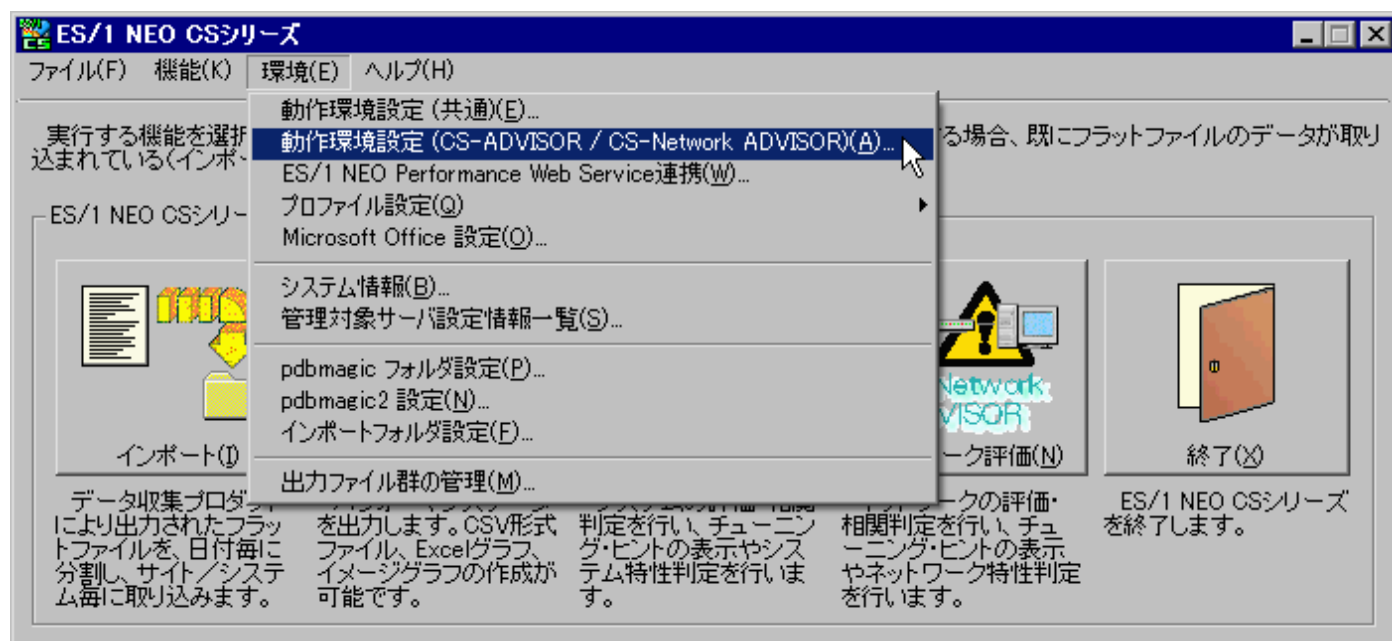 ES/1 NEO CSシリーズ
ファイル(F) 機能(K) 環境(E) ヘルプ(H)
実行する機能を選択
る場合、既にフラットファイルのデータが取り
込まれている(インポ
動作環境設定 (共通)(E)...
動作環境設定 (CS-ADVISOR / CS-Network ADVISOR)(A)...
ES/1 NEO Performance Web Service連携(W)...
プロファイル設定(Q)
Microsoft Office 設定(O)...
システム情報(B)...
管理対象サーバ設定情報一覧(S)...
pdbmagic フォルダ設定(P)...
pdbmagic2 設定(N)...
インポートフォルダ設定(F)...
出力ファイル群の管理(M)...
ES/1 NEO CSシリー
インポート(I)
データ収集プロダクト
により出力されたフラッ
トファイルを、日付毎に
分割し、サイト/システ
ム毎に取り込みます。
を出力します。CSV形式
ファイル、Excelグラフ、
イメージグラフの作成が
可能です。
判定を行い、チューニン
グ・ヒントの表示やシス
テム特性判定を行いま
す。
Network
VISOR
ーク評価(N)
ークの評価・
相関判定を行い、チュ
ーニング・ヒントの表示
やネットワーク特性判定
を行います。
終了(X)
ES/1 NEO CSシリーズ
を終了します。